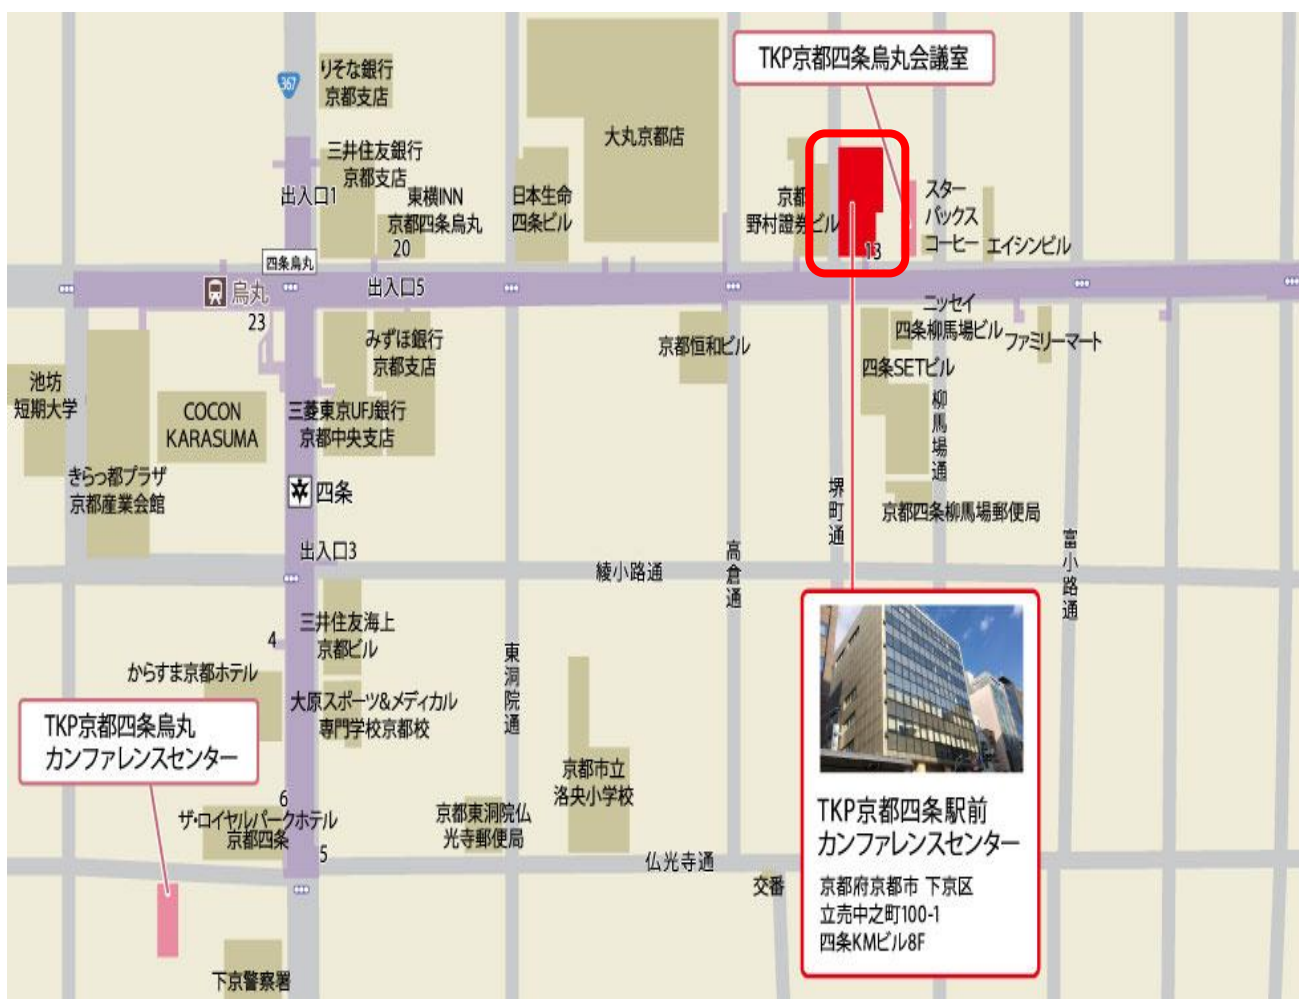 TKP京都四条烏丸会議室
367
りそな銀行
京都支店
大丸京都店
三井住友銀行
京都支店
出入口1
東横INN
京都四条烏丸
20
日本生命
四条ビル
京都
野村證券ビル
13
スター
バックス
コーヒー
エイシンビル
四条烏丸
烏丸
出入口5
23
みずほ銀行
京都支店
京都恒和ビル
ニッセイ
四条柳馬場ビル
ファミリーマート
四条SETビル
池坊
短期大学
COCON
KARASUMA
三菱東京UFJ銀行
京都中央支店
柳馬場通
きらっ都プラザ
京都産業会館
四条
堺町通
京都四条柳馬場郵便局
出入口3
綾小路通
高倉通
富小路通
三井住友海上
京都ビル
4
からすま京都ホテル
東洞院通
大原スポーツ&メディカル
専門学校京都校
TKP京都四条烏丸
カンファレンスセンター
京都市立
洛央小学校
6
ザ・ロイヤルパークホテル
京都四条
5
京都東洞院仏
光寺郵便局
仏光寺通
交番
TKP京都四条駅前
カンファレンスセンター
京都府京都市 下京区
立売中之町100-1
四条KMビル8F
下京警察署